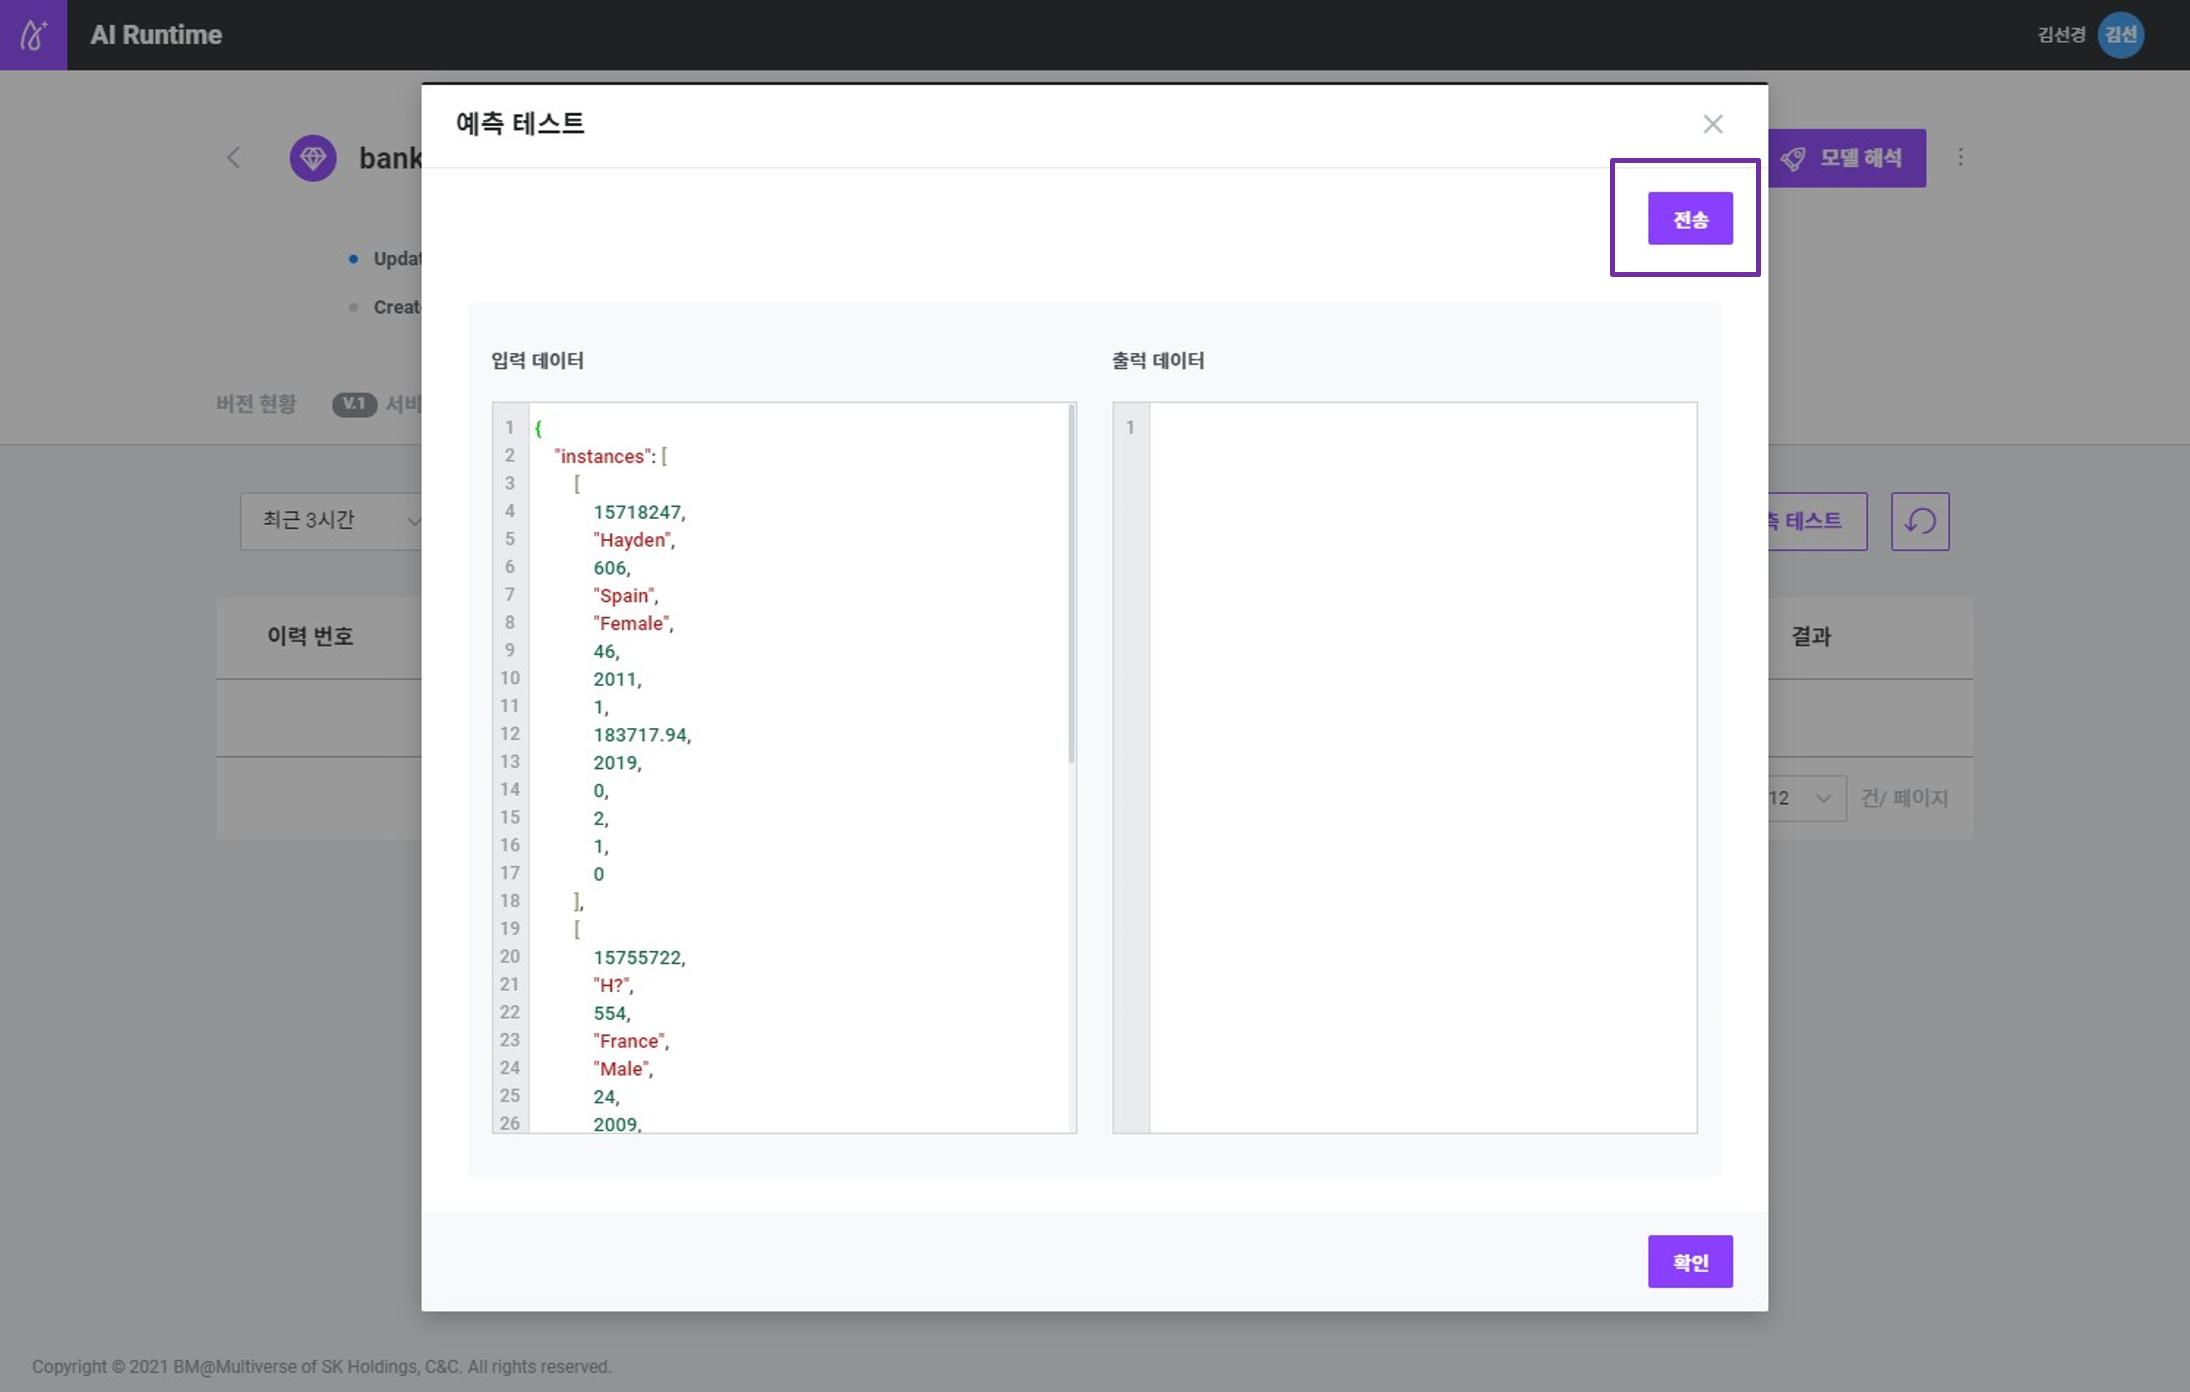 AI Runtime
김선경 김선
예측 테스트
bank
모델 해석
전송
Updat
Creat
입력 데이터
출럭 데이터
버전 현황 V.1 서비
최근 3시간
측 테스트
이력 번호
결과
12 건/ 페이지
1 {
2 "instances": [
3 [
4 15718247,
5 "Hayden",
6 606,
7 "Spain",
8 "Female",
9 46,
10 2011,
11 1,
12 183717.94,
13 2019,
14 0,
15 2,
16 1,
17 0
18 ],
19 [
20 15755722,
21 "H?",
22 554,
23 "France",
24 "Male",
25 24,
26 2009,
1
확인
Copyright © 2021 BM@Multiverse of SK Holdings, C&C. All rights reserved.